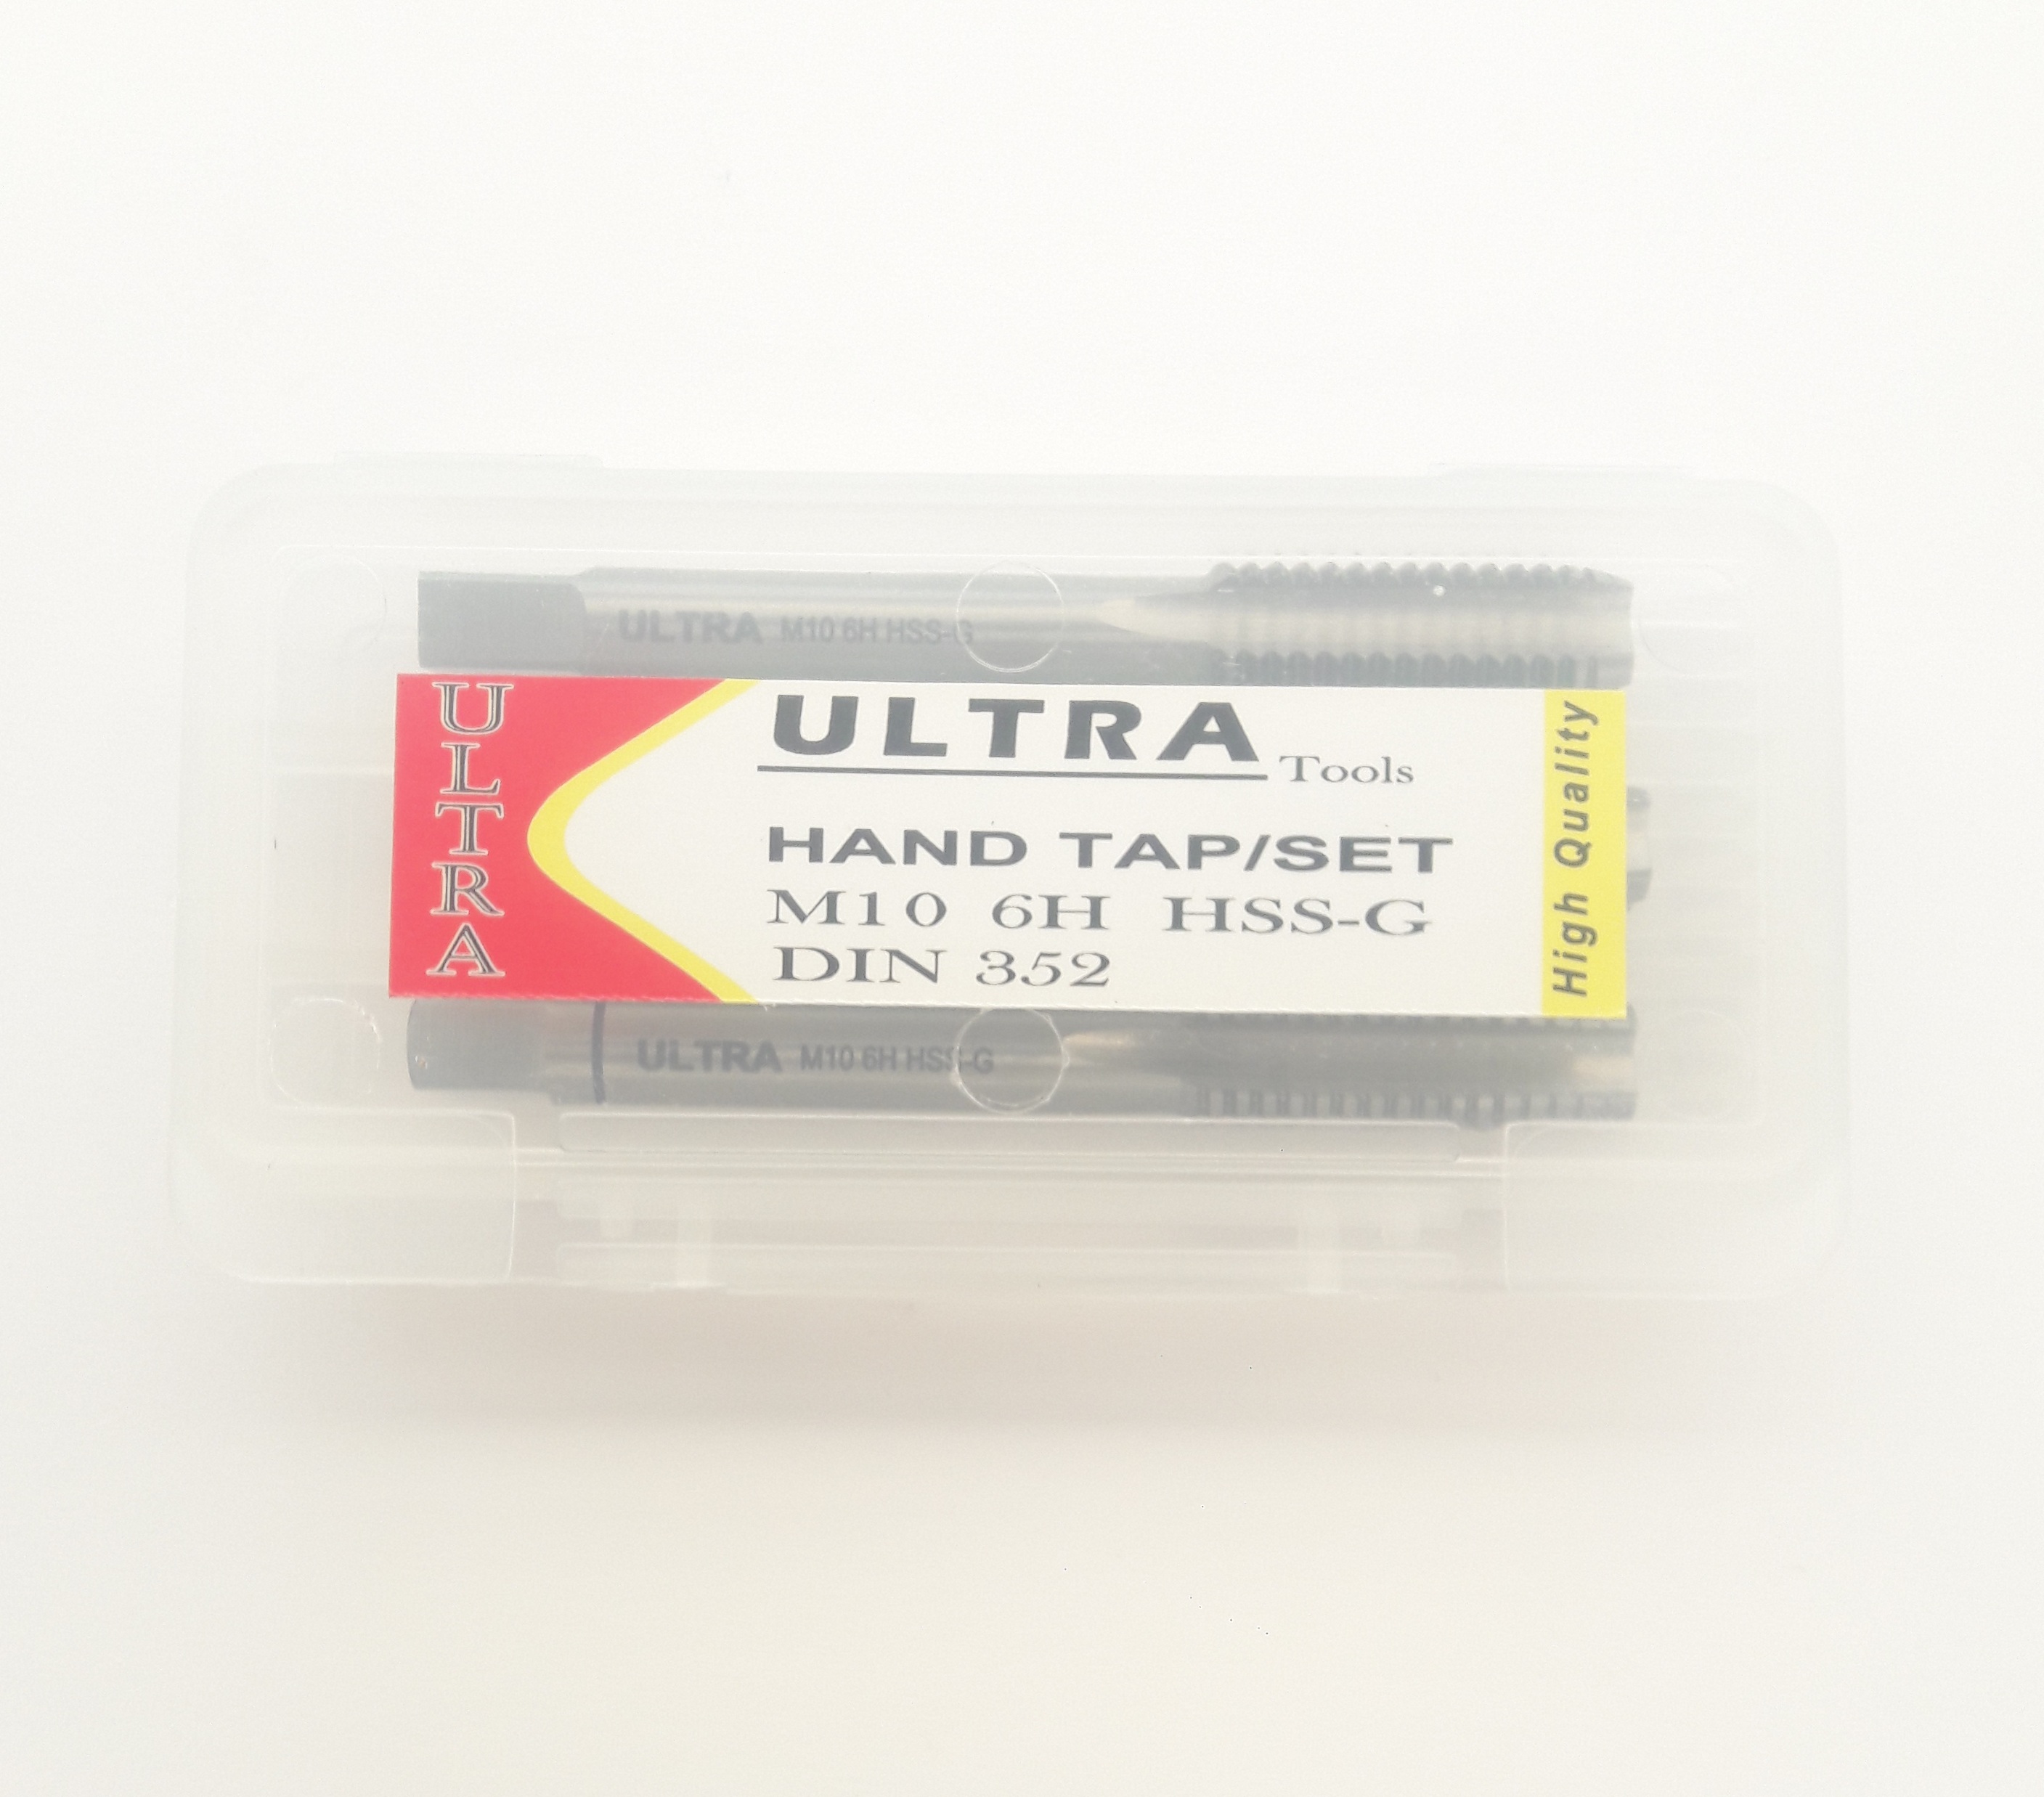 ULTRA M10 6H HSS-G
ULTRA
ULTRA
Tools
HAND TAP/SET
M10 6H HSS-G
DIN 352
High Quality
ULTRA M10 6H HSS-G